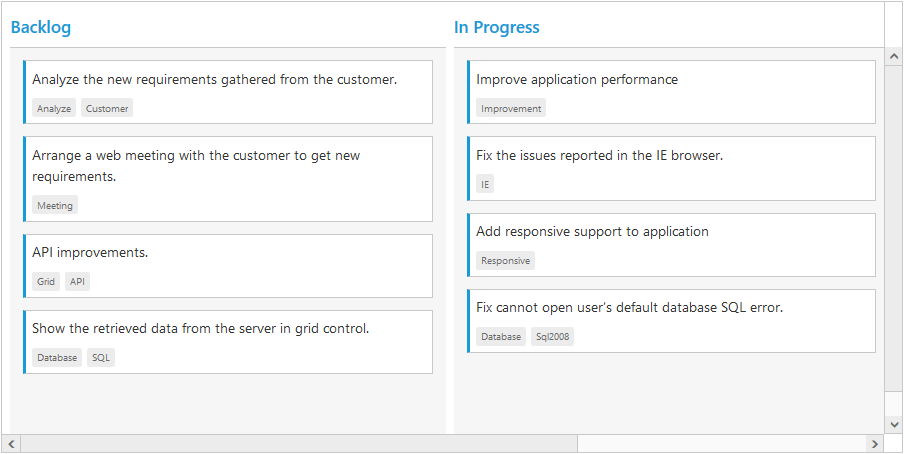 Backlog
Analyze the new requirements gathered from the customer.
Analyze Customer
Arrange a web meeting with the customer to get new
requirements.
Meeting
API improvements.
Grid API
Show the retrieved data from the server in grid control.
Database SQL
In Progress
Improve application performance
Improvement
Fix the issues reported in the IE browser.
IE
Add responsive support to application
Responsive
Fix cannot open user’s default database SQL error.
Database Sql2008